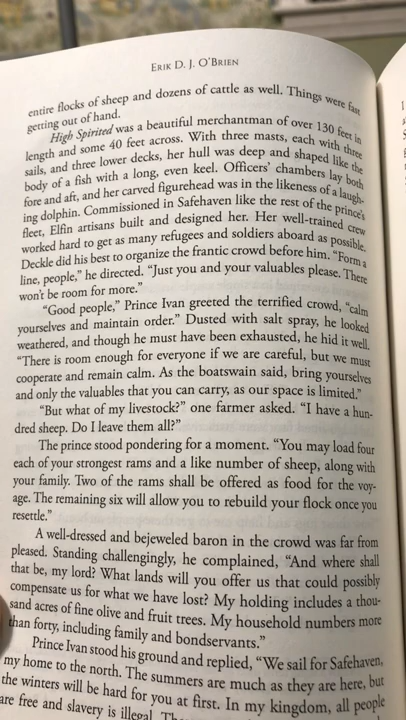 ERIK D. J. O'BRIEN
entire flocks of sheep and dozens of cattle as well. Things were fast
getting out of hand.
High Spirited was a beautiful merchantman of over 130 feet in
length and some 40 feet across. With three masts, each with three
sails, and three lower decks, her hull was deep and shaped like the
body of a fish with a long, even keel. Officers' chambers lay both
fore and aft, and her carved figurehead was in the likeness of a laugh-
ing dolphin. Commissioned in Safehaven like the rest of the prince's
fleet, Elfin artisans built and designed her. Her well-trained crew
worked hard to get as many refugees and soldiers aboard as possible.
Deckle did his best to organize the frantic crowd before him. "Form a
line, people," he directed. "Just you and your valuables please. There
won't be room for more."
"Good people," Prince Ivan greeted the terrified crowd, "calm
yourselves and maintain order." Dusted with salt spray, he looked
weathered, and though he must have been exhausted, he hid it well.
"There is room enough for everyone if we are careful, but we must
cooperate and remain calm. As the boatswain said, bring yourselves
and only the valuables that you can carry, as our space is limited."
"But what of my livestock?" one farmer asked. "I have a hun-
dred sheep. Do I leave them all?"
The prince stood pondering for a moment. "You may load four
each of your strongest rams and a like number of sheep, along with
your family. Two of the rams shall be offered as food for the voy-
age. The remaining six will allow you to rebuild your flock once you
resettle."
A well-dressed and bejeweled baron in the crowd was far from
pleased. Standing challengingly, he complained, "And where shall
that be, my lord? What lands will you offer us that could possibly
compensate us for what we have lost? My holding includes a thou-
sand acres of fine olive and fruit trees. My household numbers more
than forty, including family and bondservants."
Prince Ivan stood his ground and replied, "We sail for Safehaven,
my home to the north. The summers are much as they are here, but
the winters will be hard for you at first. In my kingdom, all people
are free and slavery is illegal.